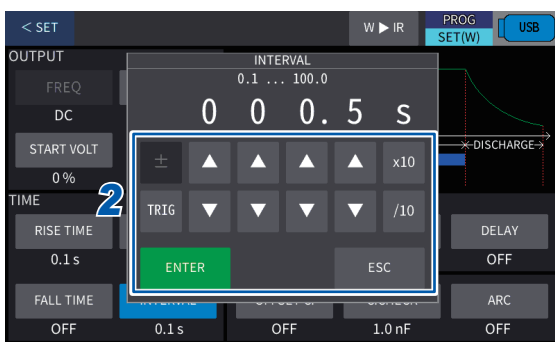 < SET
W ▶ IR
PROG
SET(W)
USB
OUTPUT
INTERVAL
0.1 ... 100.0
FREQ
DC
0 0 0. 5 s
START VOLT
0 %
DISCHARGE
± ▲ ▲ ▲ ▲ x10
2
TIME
TRIG ▼ ▼ ▼ ▼ /10
RISE TIME
DELAY
0.1 s
OFF
ENTER
ESC
FALL TIME
INTERVAL
ARC
OFF
0.1 s
OFF
1.0 nF
OFF